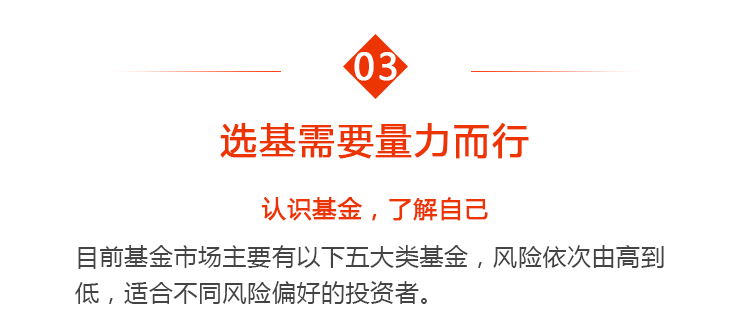 03
选基需要量力而行
认识基金，了解自己
目前基金市场主要有以下五大类基金，风险依次由高到
低，适合不同风险偏好的投资者。